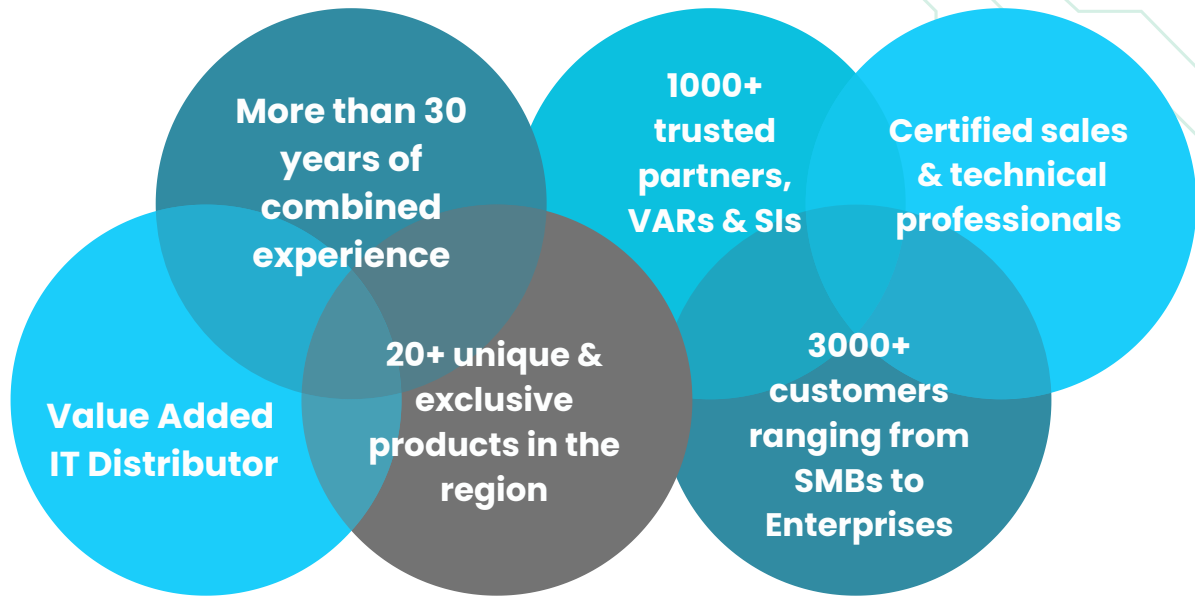 More than 30
years of
combined
experience
Value Added
IT Distributor
20+ unique &
exclusive
products in the
region
1000+
trusted
partners,
VARs & SIs
Certified sales
& technical
professionals
3000+
customers
ranging from
SMBs to
Enterprises